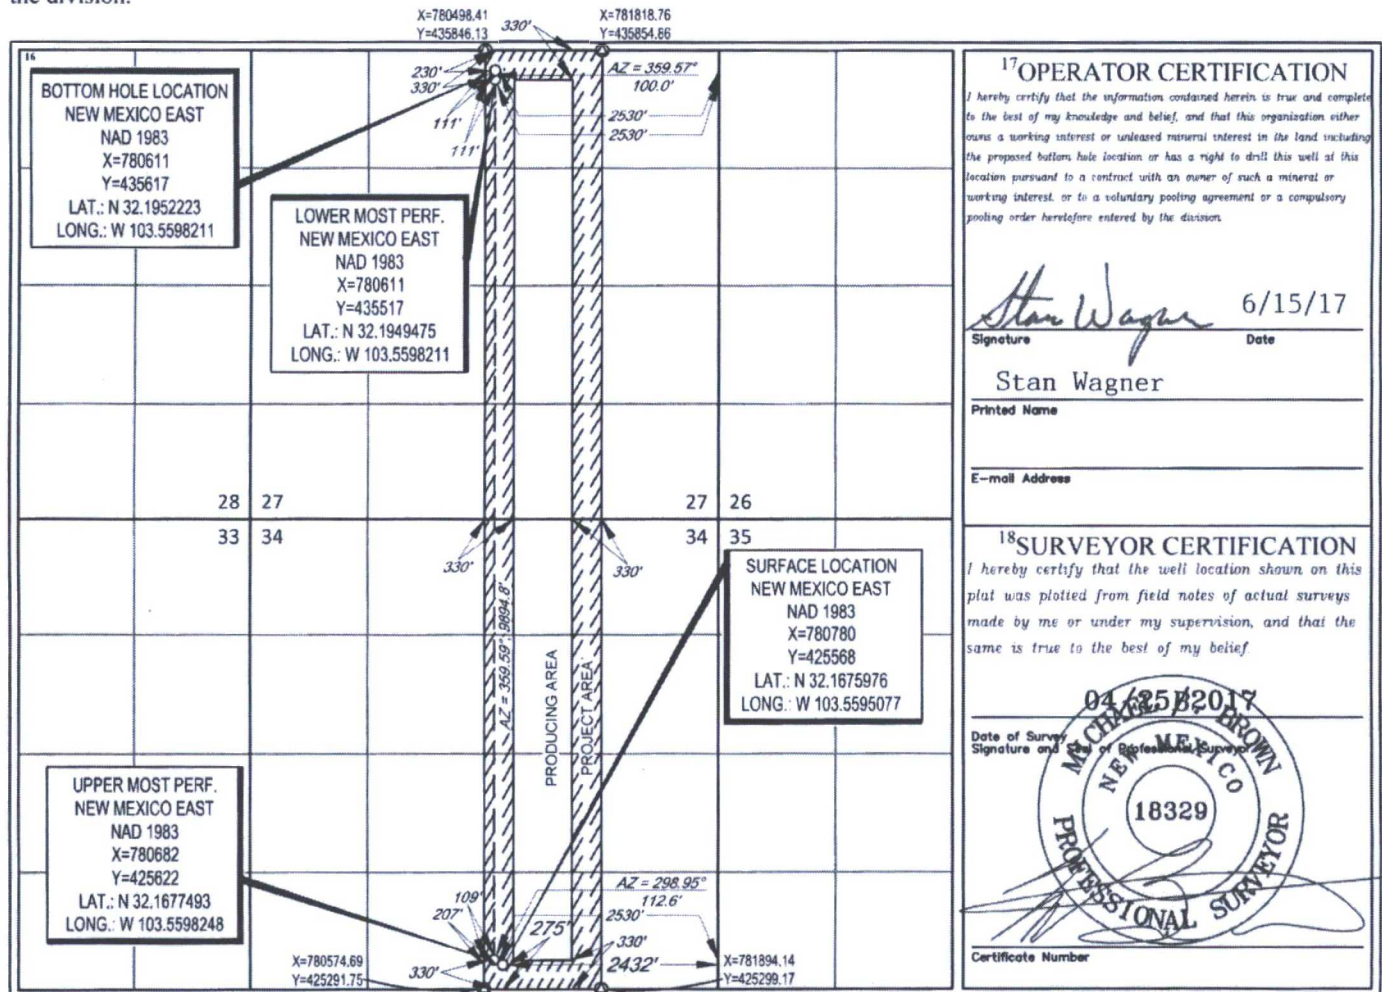 the division.
X=780498.41
Y=435846.13
330'
X=781818.76
Y=435854.86
16
BOTTOM HOLE LOCATION
NEW MEXICO EAST
NAD 1983
X=780611
Y=435617
LAT.: N 32.1952223
LONG.: W 103.5598211
230'
330'
111'
111'
AZ = 359.57°
100.0'
2530'
2530'
LOWER MOST PERF.
NEW MEXICO EAST
NAD 1983
X=780611
Y=435517
LAT.: N 32.1949475
LONG.: W 103.5598211
28 27
33 34
27 26
34 35
330'
330'
AZ = 359.59°, 9894.8'
PRODUCING AREA
PROJECT AREA
SURFACE LOCATION
NEW MEXICO EAST
NAD 1983
X=780780
Y=425568
LAT.: N 32.1675976
LONG.: W 103.5595077
UPPER MOST PERF.
NEW MEXICO EAST
NAD 1983
X=780682
Y=425622
LAT.: N 32.1677493
LONG.: W 103.5598248
109'
207'
275'
AZ = 298.95°
112.6'
2530'
330'
2432'
X=780574.69
Y=425291.75
330'
X=781894.14
Y=425299.17
17 OPERATOR CERTIFICATION
I hereby certify that the information contained herein is true and complete
to the best of my knowledge and belief, and that this organization either
owns a working interest or unleased mineral interest in the land including
the proposed bottom hole location or has a right to drill this well at this
location pursuant to a contract with an owner of such a mineral or
working interest, or to a voluntary pooling agreement or a compulsory
pooling order heretofore entered by the division
Stan Wagner 6/15/17
Signature Date
Stan Wagner
Printed Name
E-mail Address
18 SURVEYOR CERTIFICATION
I hereby certify that the well location shown on this
plat was plotted from field notes of actual surveys
made by me or under my supervision, and that the
same is true to the best of my belief.
04/25/2017
Date of Survey
Signature and Seal of Professional Surveyor
MICHAEL BROWN
NEW MEXICO
18329
PROFESSIONAL SURVEYOR
Certificate Number